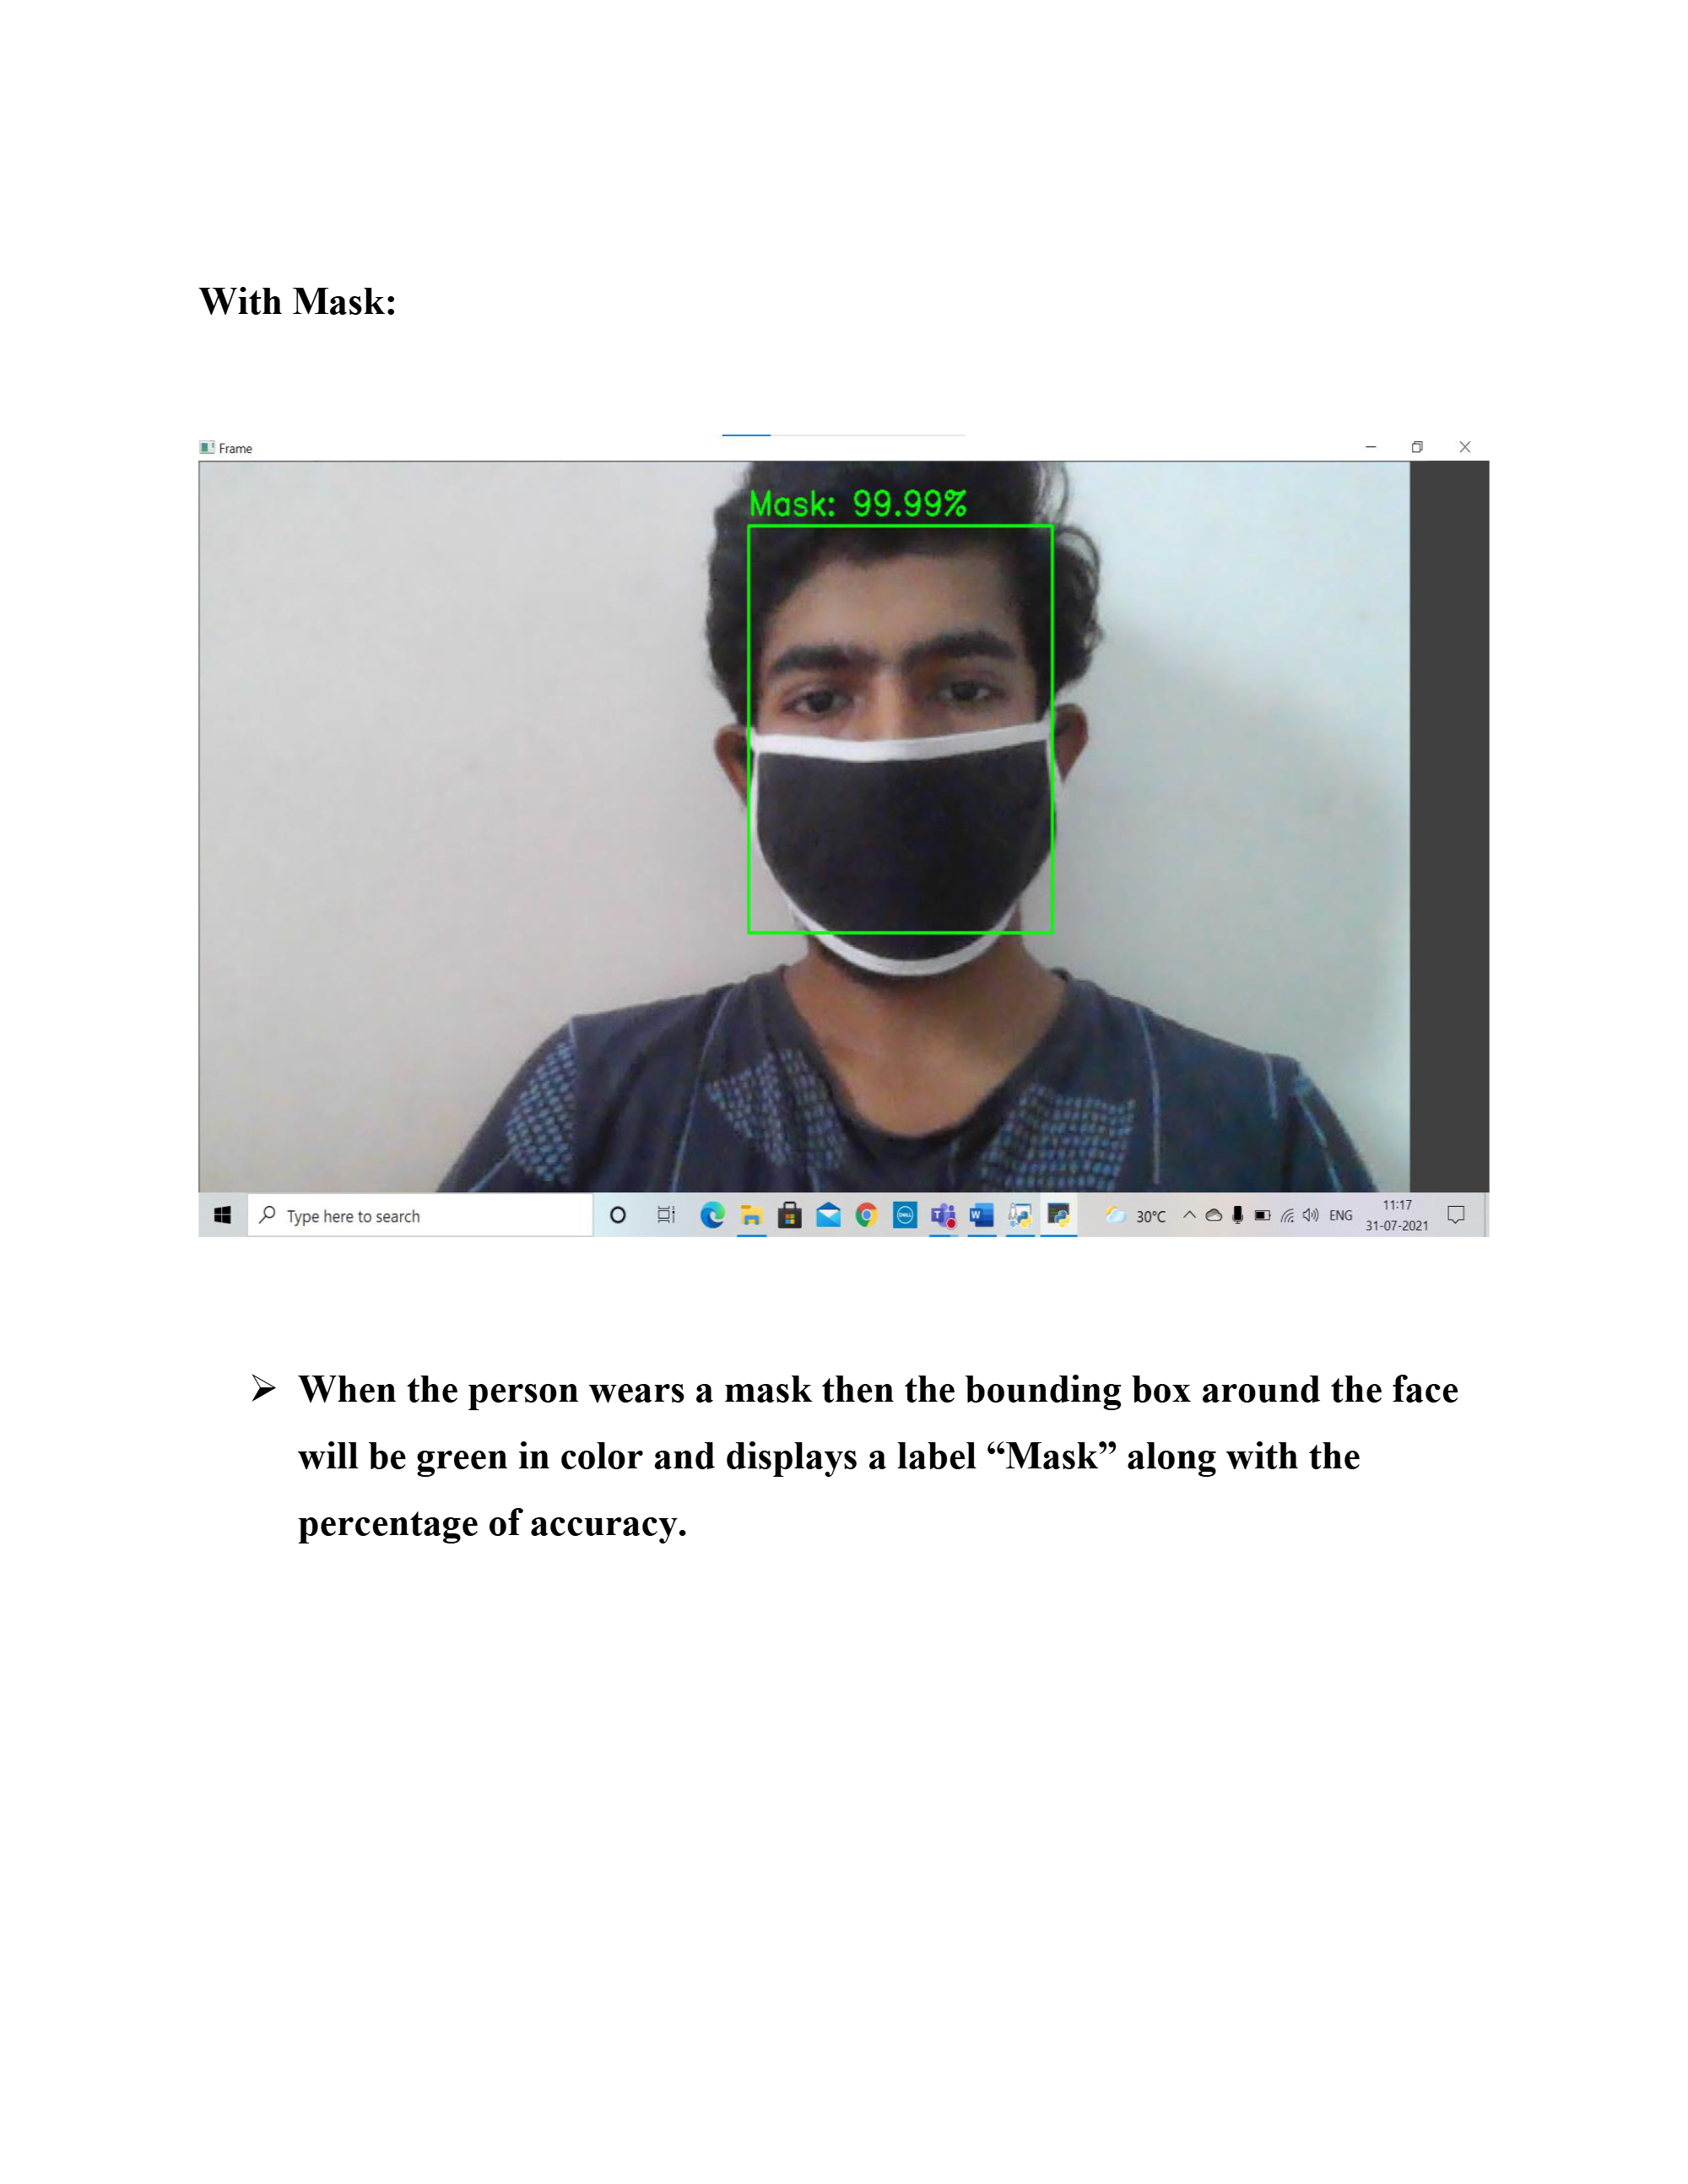 With Mask:
Frame
Mask: 99.99%
Type here to search
DELL
30°C
ENG
11:17
31-07-2021
➢ When the person wears a mask then the bounding box around the face
will be green in color and displays a label “Mask” along with the
percentage of accuracy.